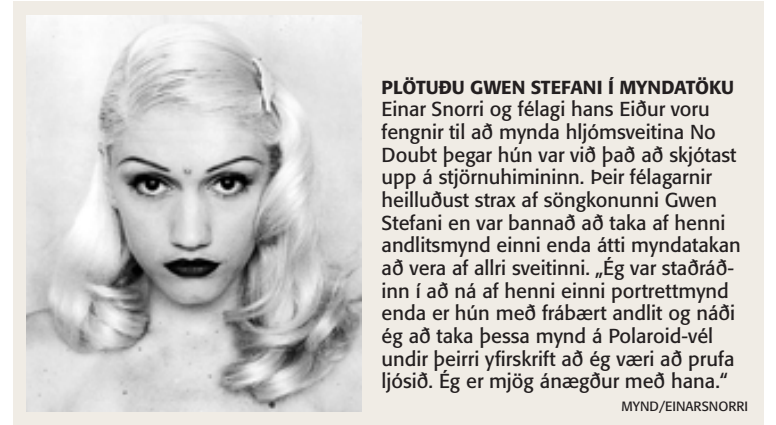 PLÖTUÐU GWEN STEFANI Í MYNDATÖKU
Einar Snorri og félagi hans Eiður voru
fengnir til að mynda hljómsveitina No
Doubt þegar hún var við það að skjótast
upp á stjörnuhimininn. Þeir félagarnir
heilluðust strax af söngkonunni Gwen
Stefani en var bannað að taka af henni
andlitsmynd einni enda átti myndatakan
að vera af allri sveitinni. „Ég var staðráð-
inn í að ná af henni einni portrettmynd
enda er hún með frábært andlit og náði
ég að taka þessa mynd á Polaroid-vél
undir þeirri yfirskrift að ég væri að prufa
ljósið. Ég er mjög ánægður með hana.“
MYND/EINARSNORRI